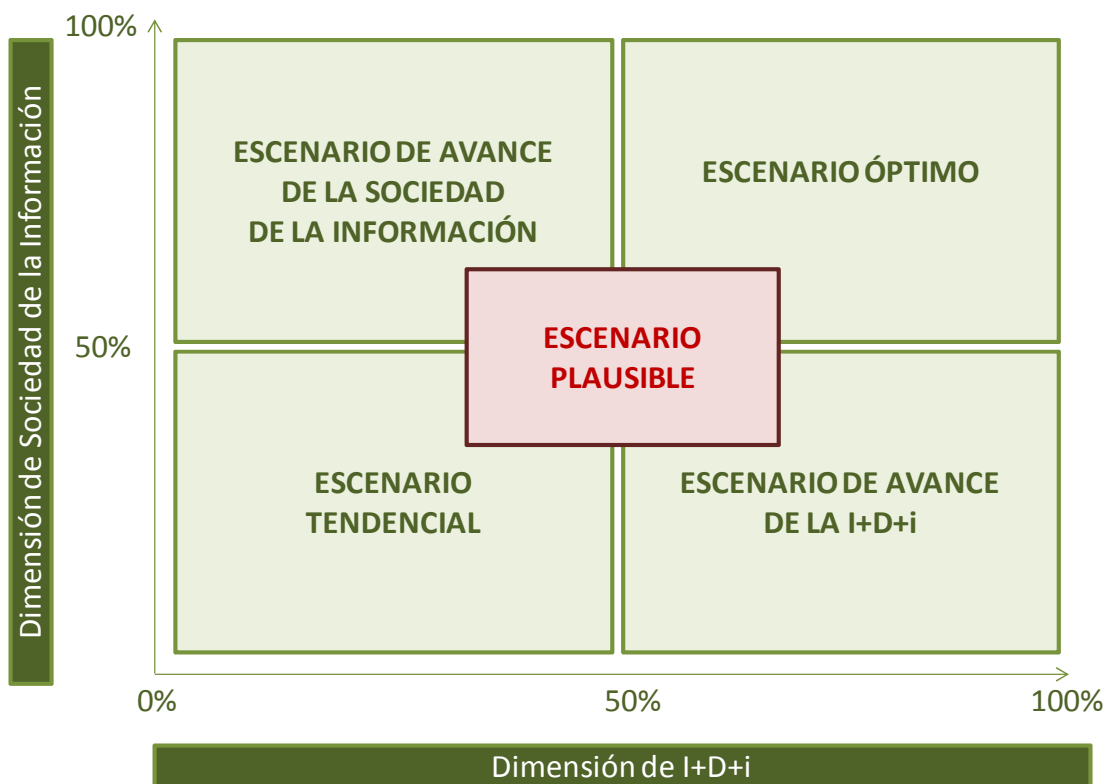 100%
Dimensión de Sociedad de la Información
ESCENARIO DE AVANCE
DE LA SOCIEDAD
DE LA INFORMACIÓN
ESCENARIO ÓPTIMO
50%
ESCENARIO
PLAUSIBLE
ESCENARIO
TENDENCIAL
ESCENARIO DE AVANCE
DE LA I+D+i
0%
50%
100%
Dimensión de I+D+i